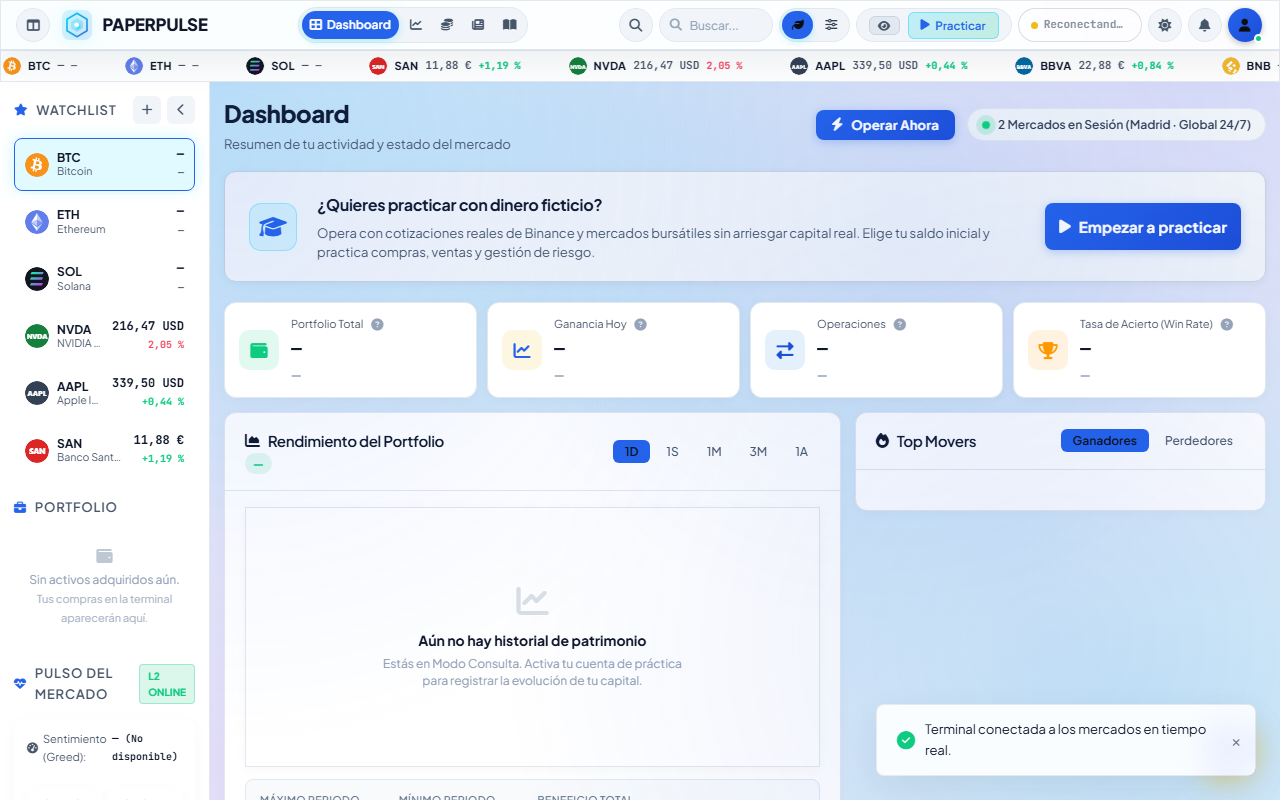 PAPERPULSE
Dashboard
Buscar...
Practicar
Reconectand...
BTC — —
ETH — —
SOL — —
SAN 11,88 € +1,19 %
NVDA 216,47 USD 2,05 %
AAPL 339,50 USD +0,44 %
BBVA 22,88 € +0,84 %
BNB
WATCHLIST
BTC —
Bitcoin —
ETH —
Ethereum —
SOL —
Solana —
NVDA 216,47 USD
NVIDIA ... 2,05 %
AAPL 339,50 USD
Apple I... +0,44 %
SAN 11,88 €
Banco Sant... +1,19 %
PORTFOLIO
Sin activos adquiridos aún.
Tus compras en la terminal
aparecerán aquí.
PULSO DEL
MERCADO
L2
ONLINE
Sentimiento
(Greed):
— (No
disponible)
Dashboard
Resumen de tu actividad y estado del mercado
Operar Ahora
2 Mercados en Sesión (Madrid · Global 24/7)
¿Quieres practicar con dinero ficticio?
Opera con cotizaciones reales de Binance y mercados bursátiles sin arriesgar capital real. Elige tu saldo inicial y
practica compras, ventas y gestión de riesgo.
Empezar a practicar
Portfolio Total ?
—
—
Ganancia Hoy ?
—
—
Operaciones ?
—
—
Tasa de Acierto (Win Rate) ?
—
—
Rendimiento del Portfolio
—
1D 1S 1M 3M 1A
Aún no hay historial de patrimonio
Estás en Modo Consulta. Activa tu cuenta de práctica
para registrar la evolución de tu capital.
MÁXIMO PERIODO MÍNIMO PERIODO BENEFICIO TOTAL
Top Movers
Ganadores Perdedores
Terminal conectada a los mercados en tiempo
real.
×